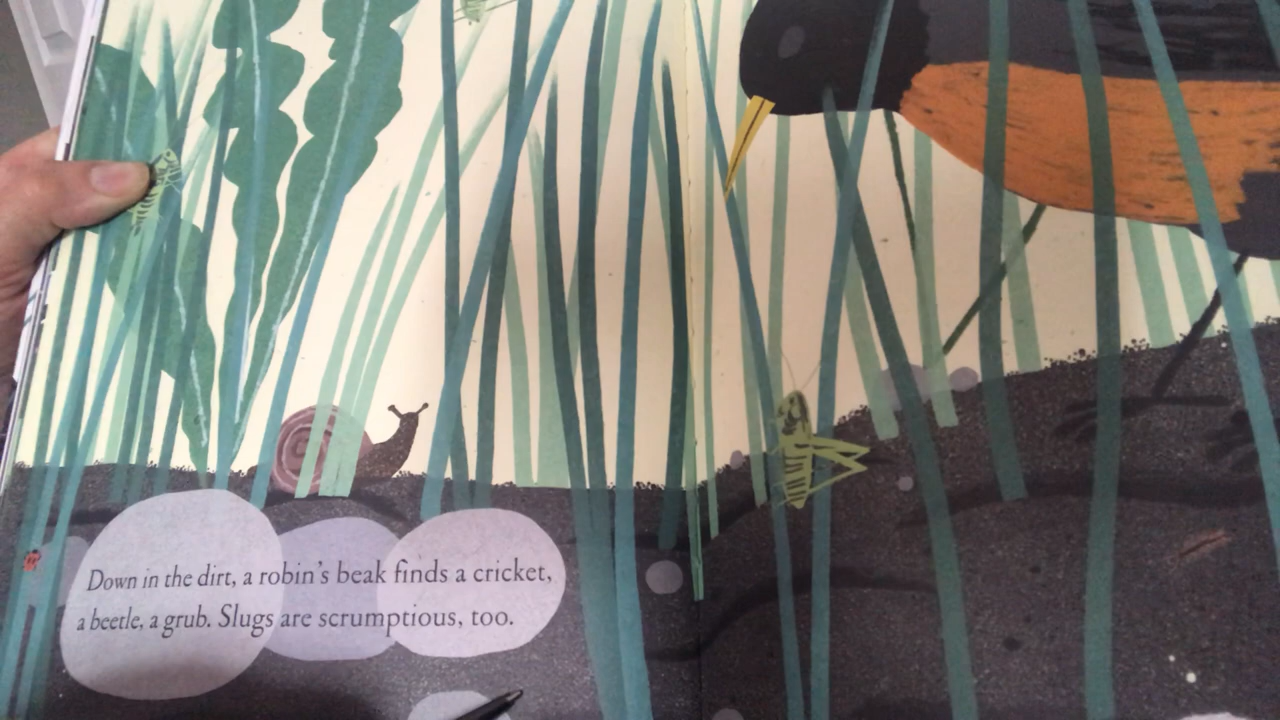 Down in the dirt, a robin's beak finds a cricket,
a beetle, a grub. Slugs are scrumptious, too.